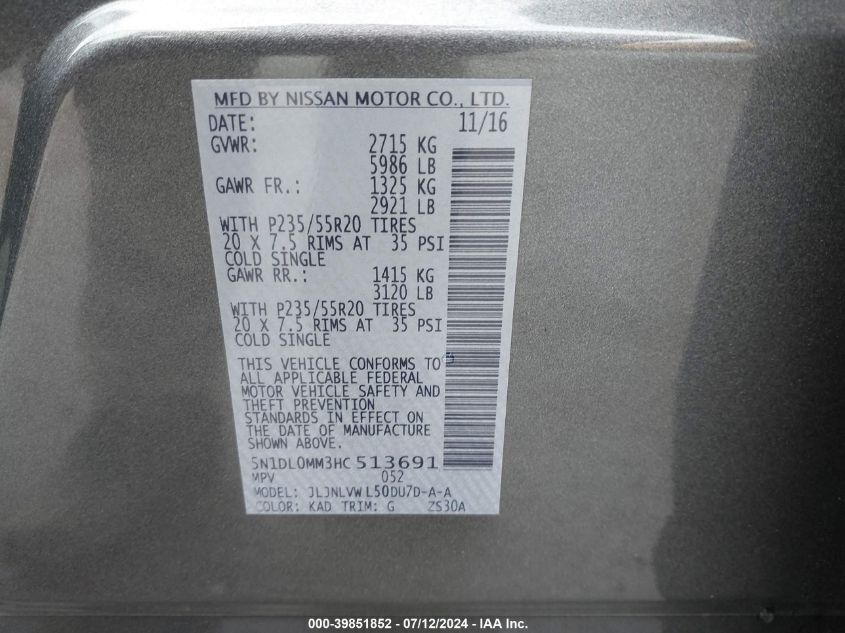 MFD BY NISSAN MOTOR CO., LTD.
DATE: 11/16
GVWR: 2715 KG
5986 LB
GAWR FR.: 1325 KG
2921 LB
WITH P235/55R20 TIRES
20 X 7.5 RIMS AT 35 PSI
COLD SINGLE
GAWR RR.: 1415 KG
3120 LB
WITH P235/55R20 TIRES
20 X 7.5 RIMS AT 35 PSI
COLD SINGLE
THIS VEHICLE CONFORMS TO
ALL APPLICABLE FEDERAL
MOTOR VEHICLE SAFETY AND
THEFT PREVENTION
STANDARDS IN EFFECT ON
THE DATE OF MANUFACTURE
SHOWN ABOVE.
5N1DL0MM3HC 513691
MPV 052
MODEL: JLJNLVW L50DU7D-A-A
COLOR: KAD TRIM: G ZS30A
000-39851852 - 07/12/2024 - IAA Inc.